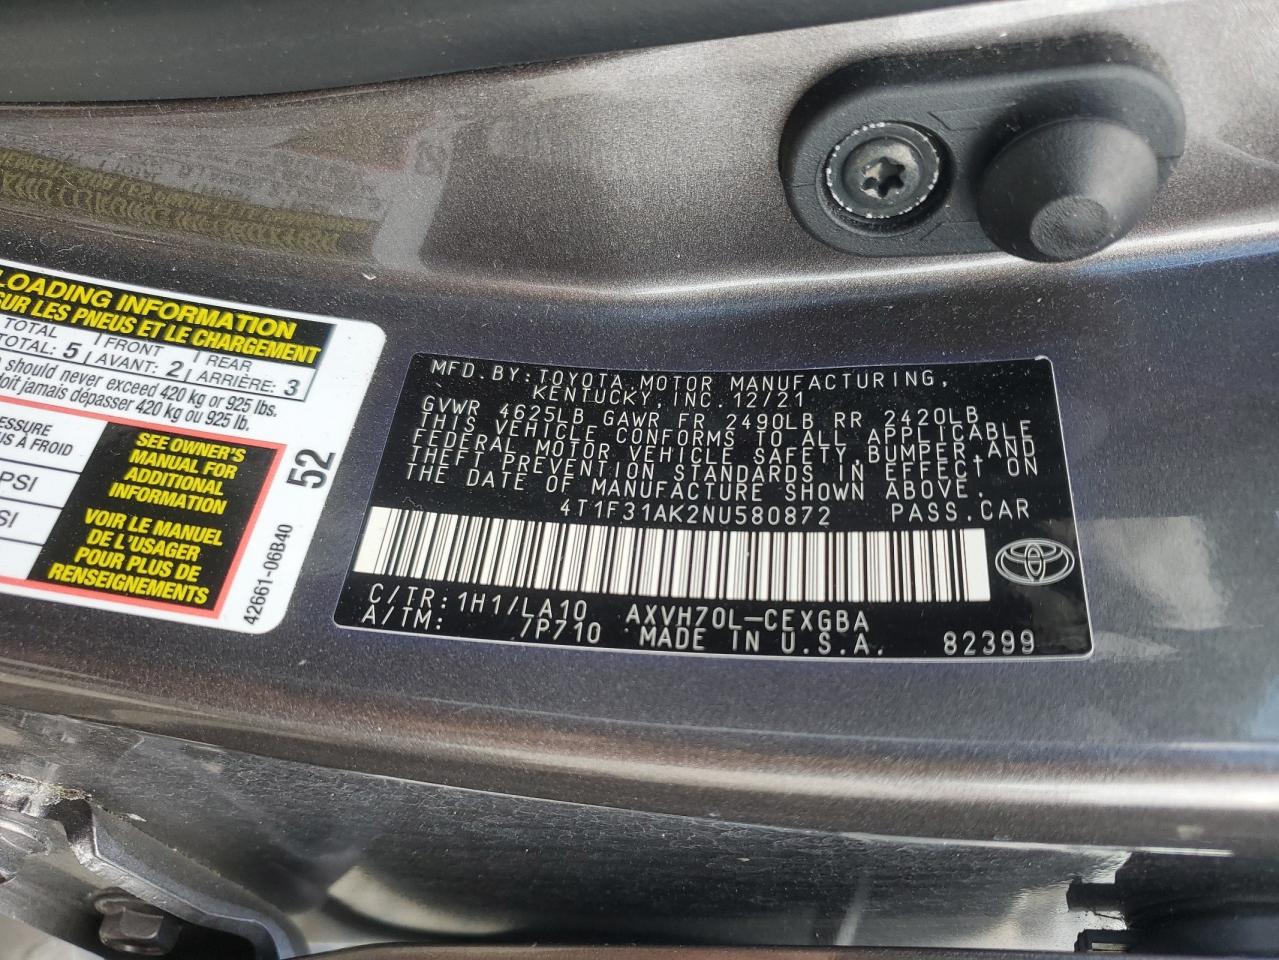 LOADING INFORMATION
SUR LES PNEUS ET LE CHARGEMENT
TOTAL FRONT REAR
TOTAL: 5 AVANT: 2 ARRIÈRE: 3
should never exceed 420 kg or 925 lbs.
doit jamais dépasser 420 kg ou 925 lb.
À FROID
PSI
SEE OWNER'S
MANUAL FOR
ADDITIONAL
INFORMATION
VOIR LE MANUEL
DE L'USAGER
POUR PLUS DE
RENSEIGNEMENTS
52
42661-06B40
MFD.BY:TOYOTA MOTOR MANUFACTURING,
KENTUCKY,INC. 12/21
GVWR 4625LB GAWR FR 2490LB RR 2420LB
THIS VEHICLE CONFORMS TO ALL APPLICABLE
FEDERAL MOTOR VEHICLE SAFETY,BUMPER,AND
THEFT PREVENTION STANDARDS IN EFFECT ON
THE DATE OF MANUFACTURE SHOWN ABOVE.
4T1F31AK2NU580872 PASS.CAR
C/TR:1H1/LA10 AXVH70L-CEXGBA
A/TM: /P710 MADE IN U.S.A. 82399